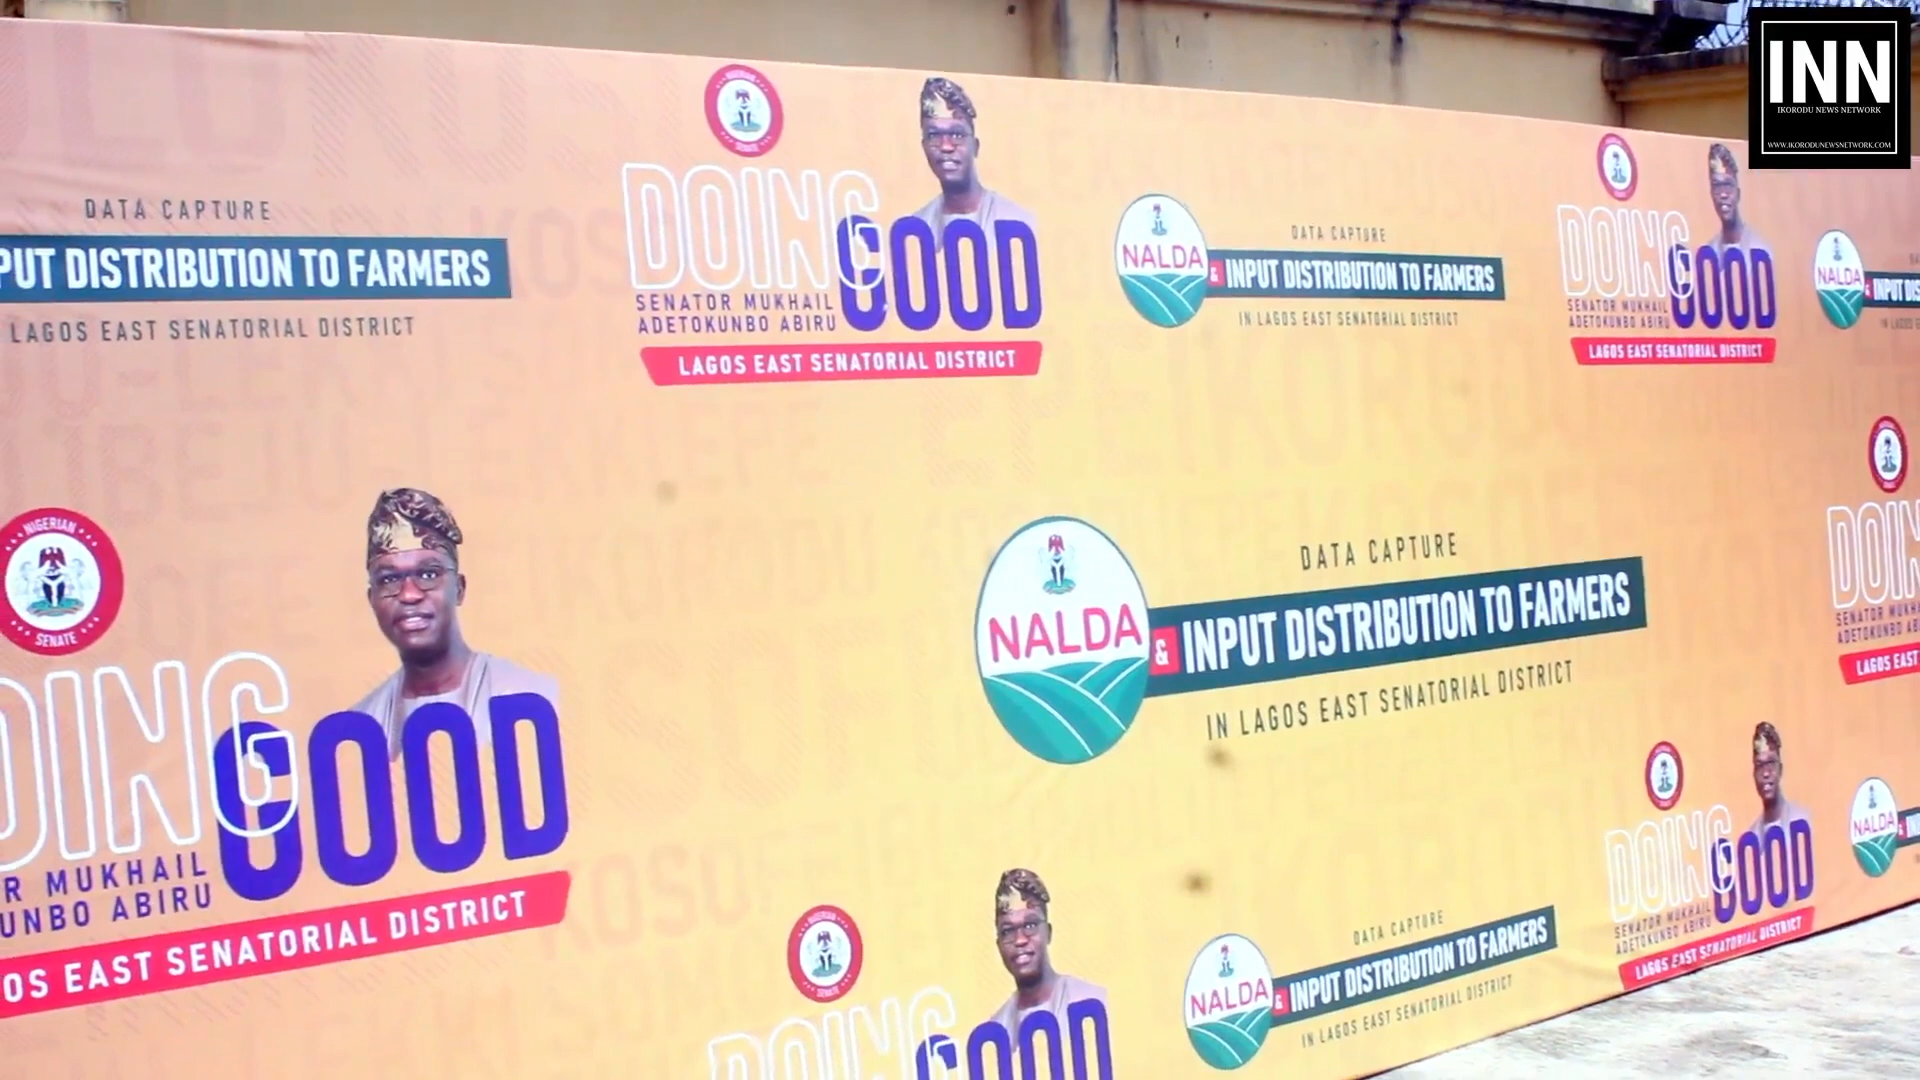 INN
IKORODU NEWS NETWORK
WWW.IKORODUNEWSNETWORK.COM
DATA CAPTURE
PUT DISTRIBUTION TO FARMERS
LAGOS EAST SENATORIAL DISTRICT
SENATE
DOING
GOOD
SENATOR MUKHAIL
ADETOKUNBO ABIRU
LAGOS EAST SENATORIAL DISTRICT
NALDA
DATA CAPTURE
& INPUT DISTRIBUTION TO FARMERS
IN LAGOS EAST SENATORIAL DISTRICT
DOING
GOOD
SENATOR MUKHAIL
ADETOKUNBO ABIRU
LAGOS EAST SENATORIAL DISTRICT
NALDA
& INPUT DIS
NIGERIAN
SENATE
OING
GOOD
R MUKHAIL
UNBO ABIRU
OS EAST SENATORIAL DISTRICT
NALDA
DATA CAPTURE
& INPUT DISTRIBUTION TO FARMERS
IN LAGOS EAST SENATORIAL DISTRICT
DOIN
SENATOR MUKHA
ADETOKUNBO AB
LAGOS EAST
DOING
GOOD
NALDA
DATA CAPTURE
& INPUT DISTRIBUTION TO FARMERS
IN LAGOS EAST SENATORIAL DISTRICT
DOING
GOOD
SENATOR MUKHAIL
ADETOKUNBO ABIRU
LAGOS EAST SENATORIAL DISTRICT
NALDA